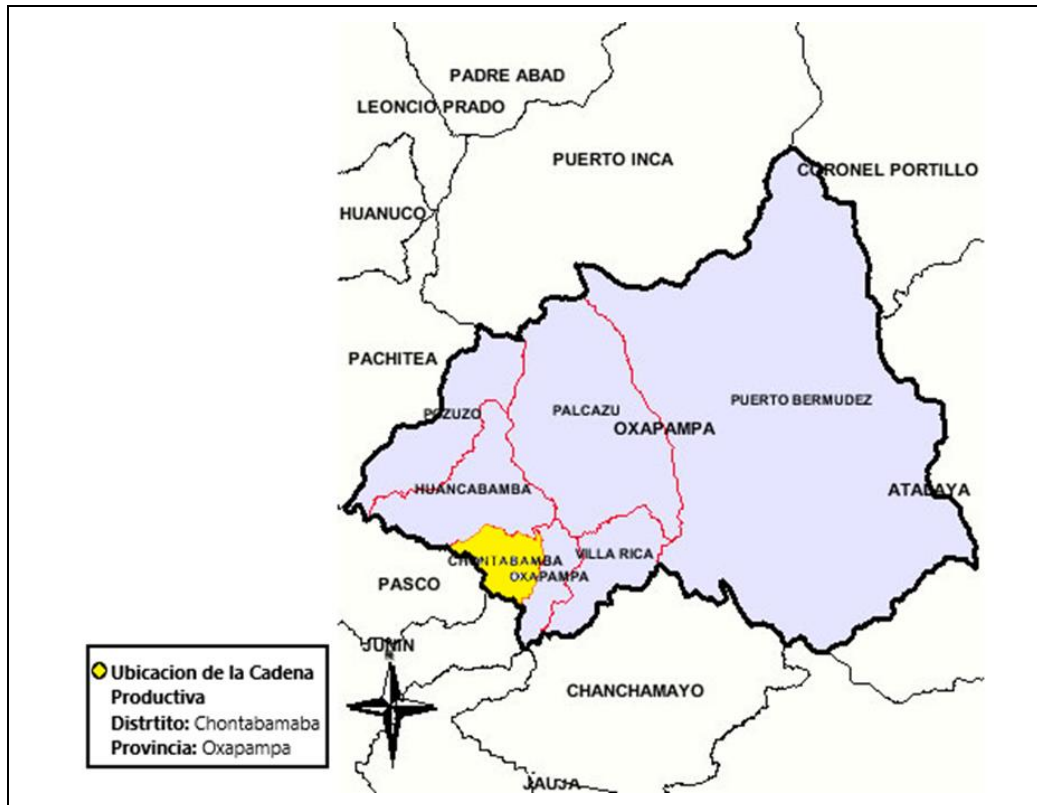 PADRE ABAD
LEONCIO PRADO
PUERTO INCA
CORONEL PORTILLO
HUANUCO
PACHITEA
POZUZO
PALCAZU
PUERTO BERMUDEZ
OXAPAMPA
HUANCABAMBA
ATALAYA
VILLA RICA
CHONTABAMBA
OXAPAMPA
PASCO
JUNIN
N
CHANCHAMAYO
JAUJA
Ubicacion de la Cadena
Productiva
Distrtito: Chontabamaba
Provincia: Oxapampa